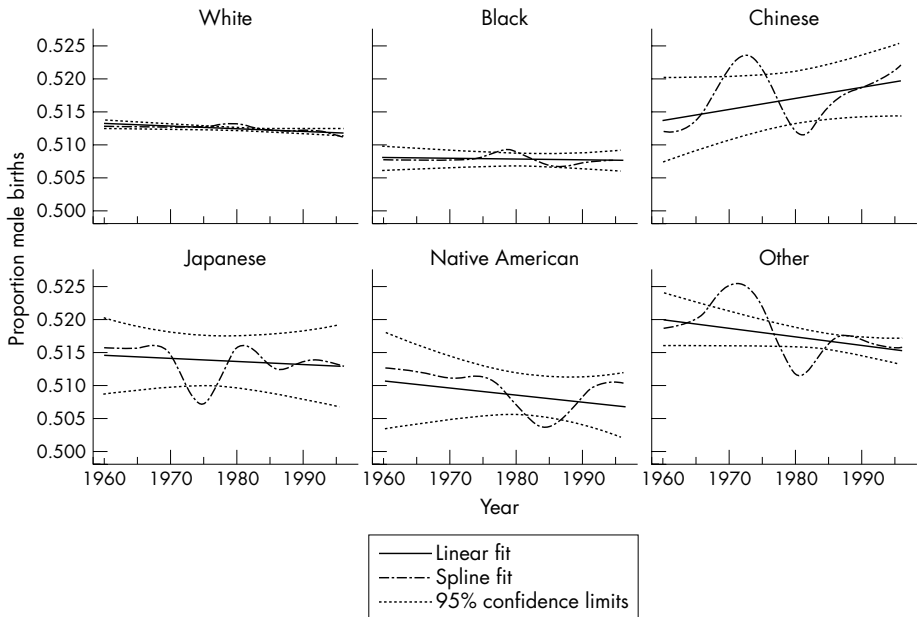 White Black Chinese
0.525
0.520
0.515
0.510
0.505
0.500
Proportion male births
Japanese Native American Other
0.525
0.520
0.515
0.510
0.505
0.500
1960 1970 1980 1990 1960 1970 1980 1990 1960 1970 1980 1990
Year
Linear fit
Spline fit
95% confidence limits